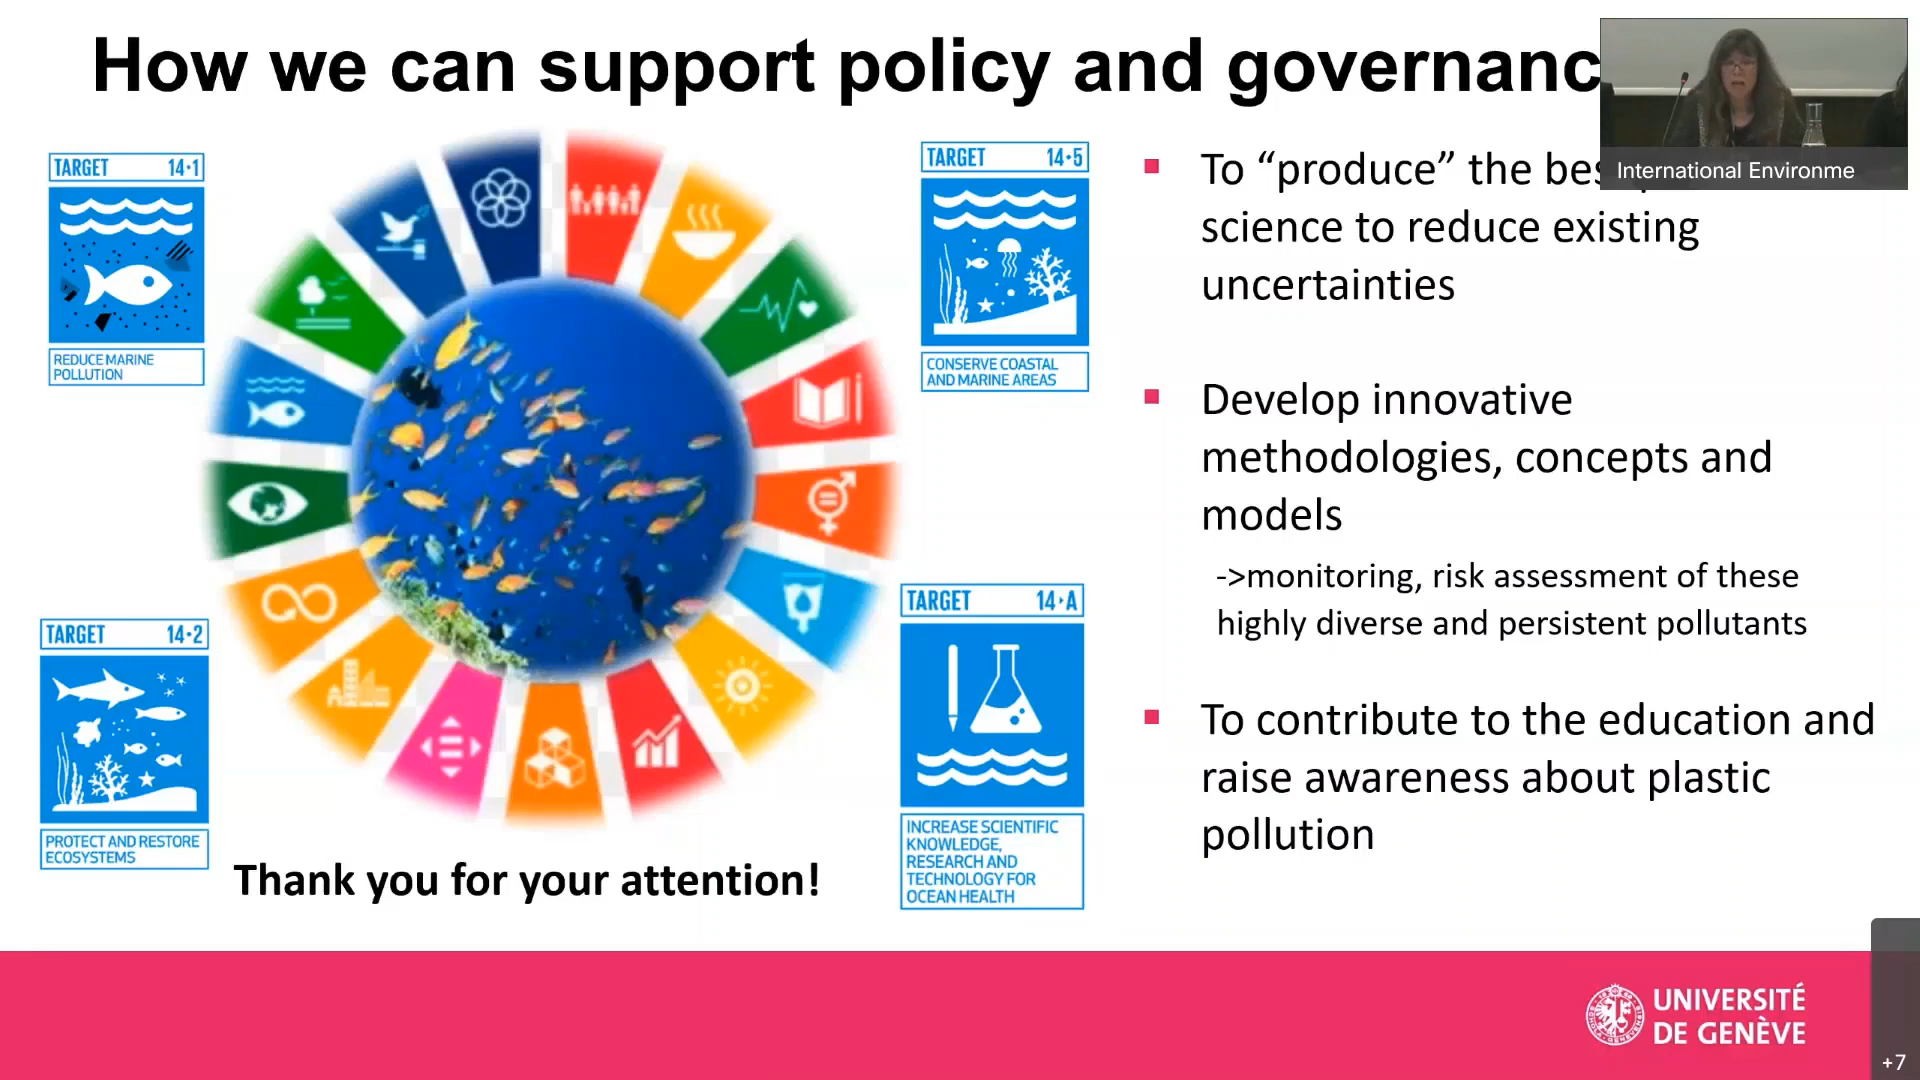 How we can support policy and governanc
International Environme
TARGET 14.1
REDUCE MARINE
POLLUTION
TARGET 14.5
CONSERVE COASTAL
AND MARINE AREAS
TARGET 14.2
PROTECT AND RESTORE
ECOSYSTEMS
TARGET 14.A
INCREASE SCIENTIFIC
KNOWLEDGE,
RESEARCH AND
TECHNOLOGY FOR
OCEAN HEALTH
Thank you for your attention!
▪ To “produce” the bes
science to reduce existing
uncertainties
▪ Develop innovative
methodologies, concepts and
models
->monitoring, risk assessment of these
highly diverse and persistent pollutants
▪ To contribute to the education and
raise awareness about plastic
pollution
UNIVERSITÉ
DE GENÈVE
+7